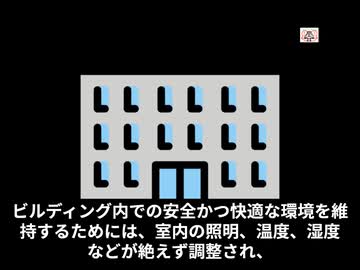 ビルディング内での安全かつ快適な環境を維
持するためには、室内の照明、温度、湿度
などが絶えず調整され、